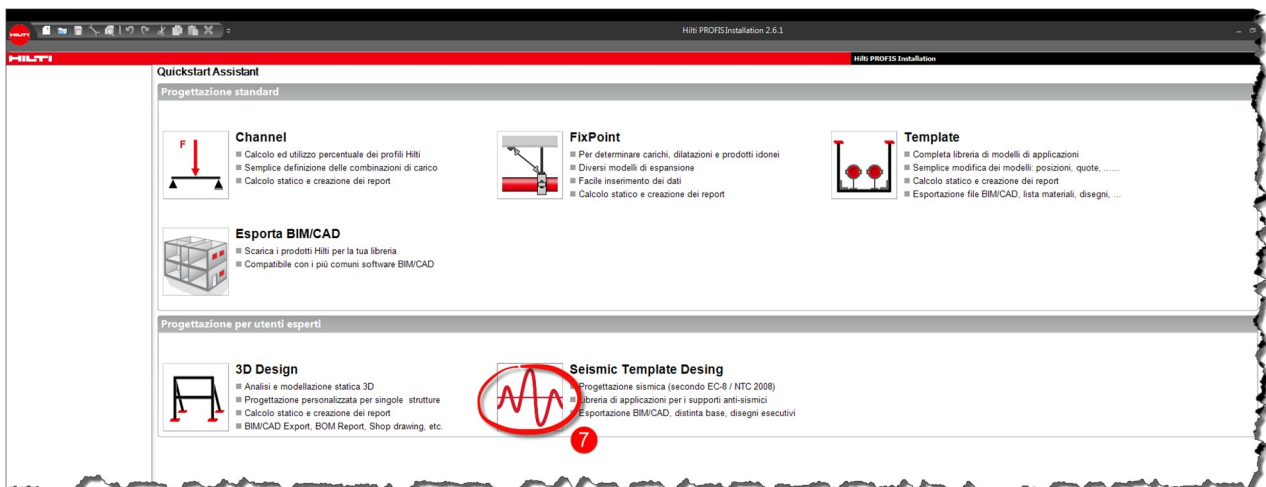 HILTI
Hilti PROFIS Installation 2.6.1
HILTI
Hilti PROFIS Installation
Quickstart Assistant
Progettazione standard
F
Channel
Calcolo ed utilizzo percentuale dei profili Hilti
Semplice definizione delle combinazioni di carico
Calcolo statico e creazione dei report
FixPoint
Per determinare carichi, dilatazioni e prodotti idonei
Diversi modelli di espansione
Facile inserimento dei dati
Calcolo statico e creazione dei report
Template
Completa libreria di modelli di applicazioni
Semplice modifica dei modelli: posizioni, quote, ......
Calcolo statico e creazione dei report
Esportazione file BIM/CAD, lista materiali, disegni, ...
Esporta BIM/CAD
Scarica i prodotti Hilti per la tua libreria
Compatibile con i più comuni software BIM/CAD
Progettazione per utenti esperti
3D Design
Analisi e modellazione statica 3D
Progettazione personalizzata per singole strutture
Calcolo statico e creazione dei report
BIM/CAD Export, BOM Report, Shop drawing, etc.
Seismic Template Desing
Progettazione sismica (secondo EC-8 / NTC 2008)
Libreria di applicazioni per i supporti anti-sismici
Esportazione BIM/CAD, distinta base, disegni esecutivi
7